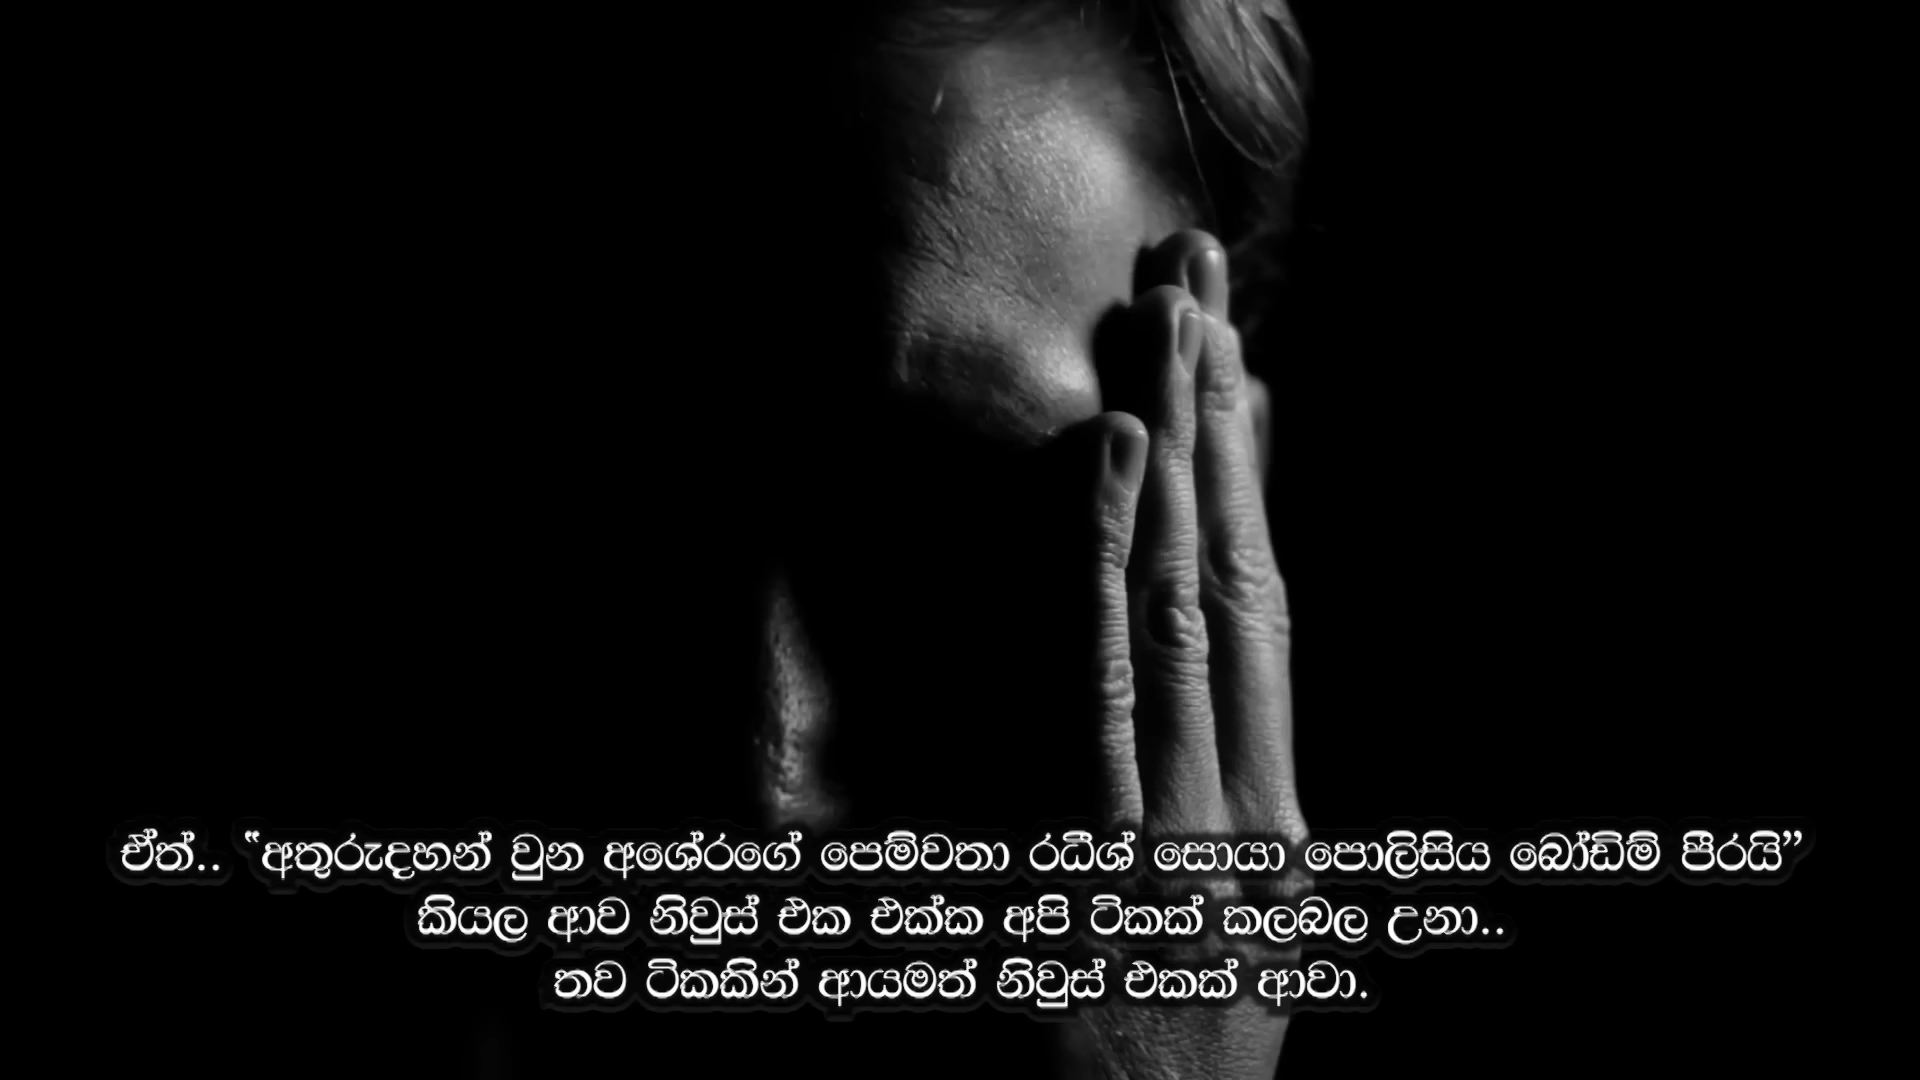 ඒත්.. “අතුරුදහන් වුන අශේරගේ පෙම්වතා රධීශ් සොයා පොලිසිය බෝඩිම් පීරයි”
කියල ආව නිවුස් එක එක්ක අපි ටිකක් කලබල උනා..
තව ටිකකින් ආයමත් නිවුස් එකක් ආවා.